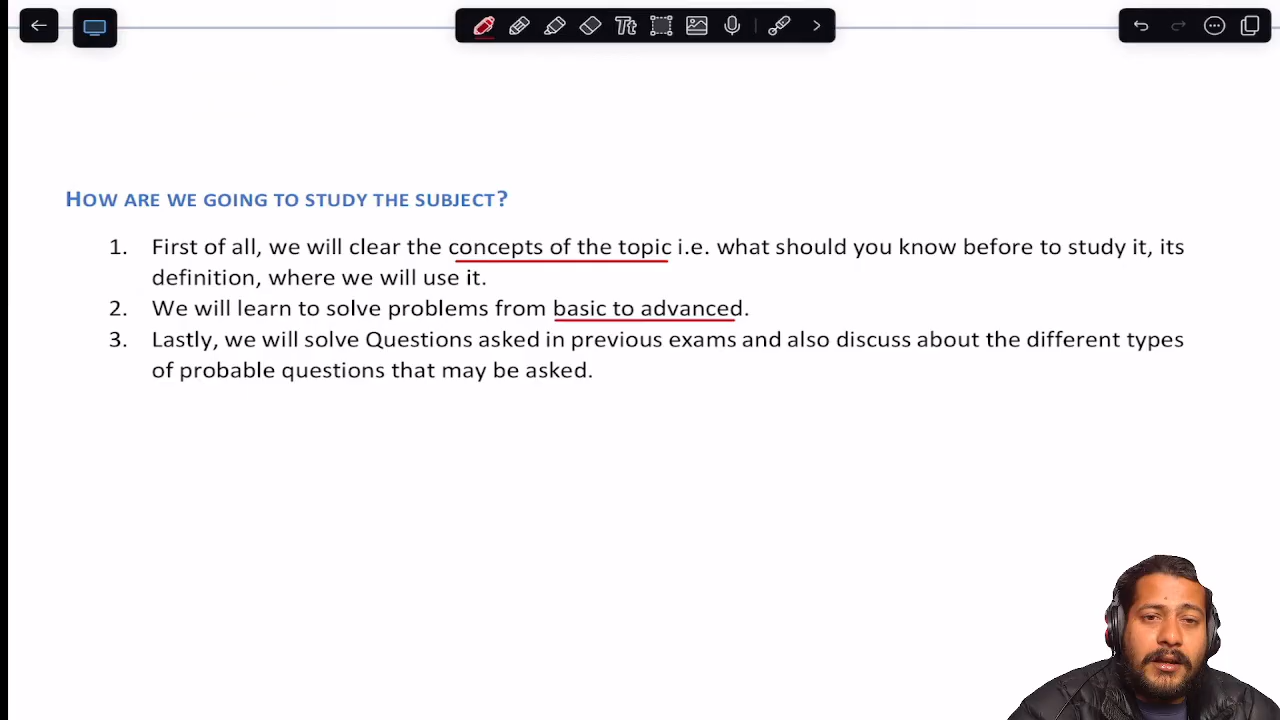 Tt
HOW ARE WE GOING TO STUDY THE SUBJECT?
1. First of all, we will clear the concepts of the topic i.e. what should you know before to study it, its
definition, where we will use it.
2. We will learn to solve problems from basic to advanced.
3. Lastly, we will solve Questions asked in previous exams and also discuss about the different types
of probable questions that may be asked.